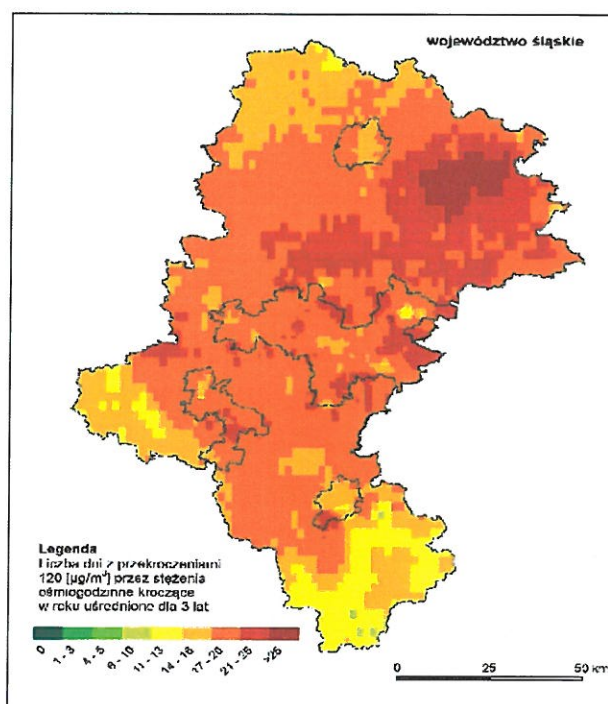 województwo śląskie
Legenda
Liczba dni z przekroczeniami
120 [µg/m³] przez stężenia
ośmiogodzinne kroczące
w roku uśrednione dla 3 lat
0
1 - 3
4 - 5
6 - 10
11 - 13
14 - 16
17 - 20
21 - 25
>25
0 25 50 km